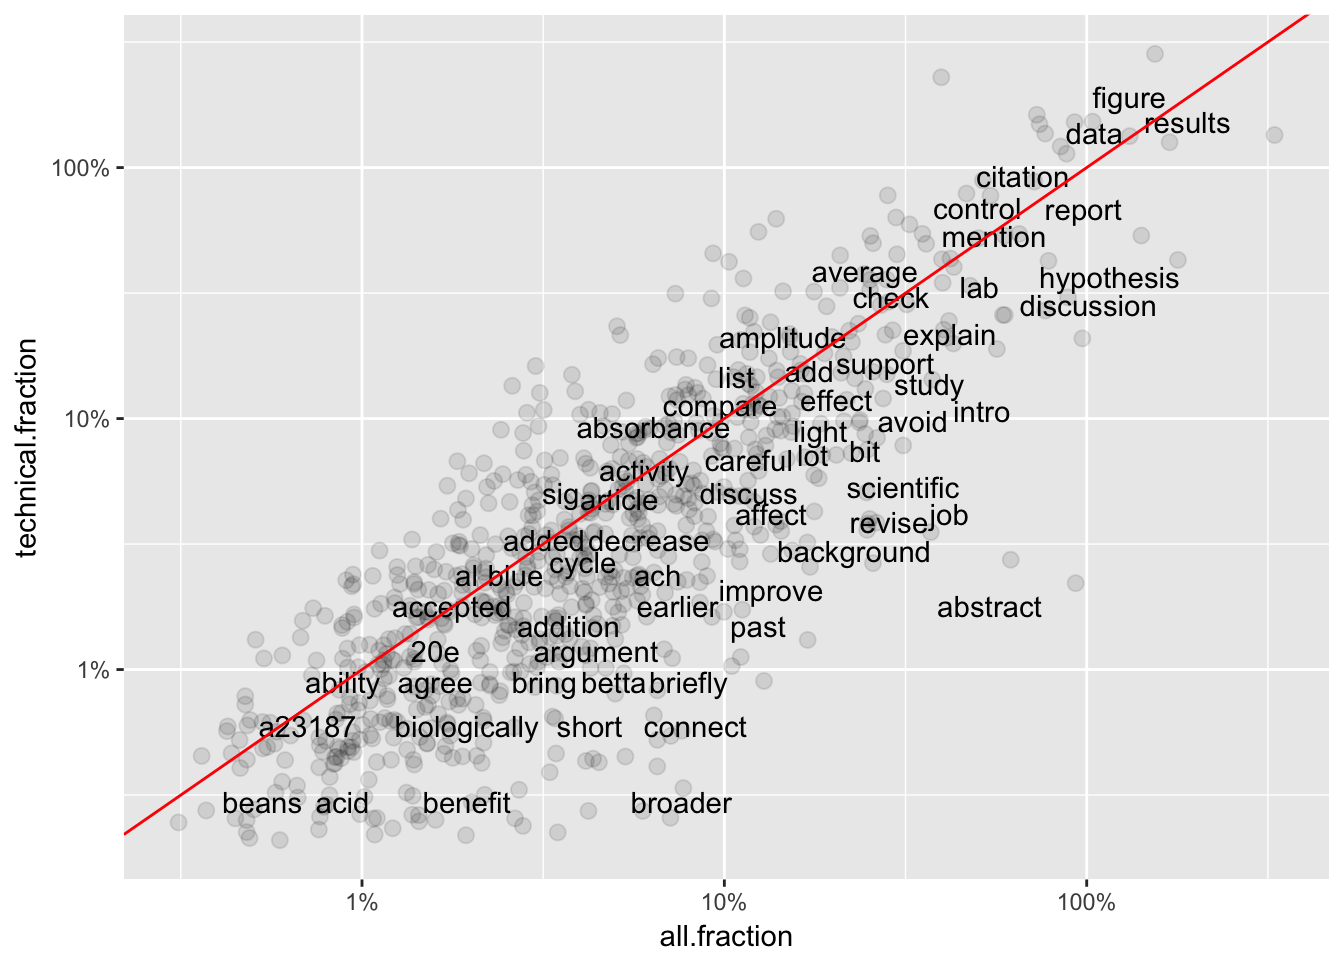 figure
results
data
100%
citation
control
report
mention
average
hypothesis
lab
check
discussion
amplitude
explain
support
list
add
study
10%
compare
effect
intro
absorbance
avoid
light
bit
careful
lot
activity
sig
article
discuss
scientific
affect
revise
job
added
decrease
background
cycle
al
blue
ach
improve
accepted
earlier
abstract
addition
past
20e
argument
1%
ability
agree
bring
betta
briefly
a23187
biologically
short
connect
beans
acid
benefit
broader
technical.fraction
1%
10%
100%
all.fraction